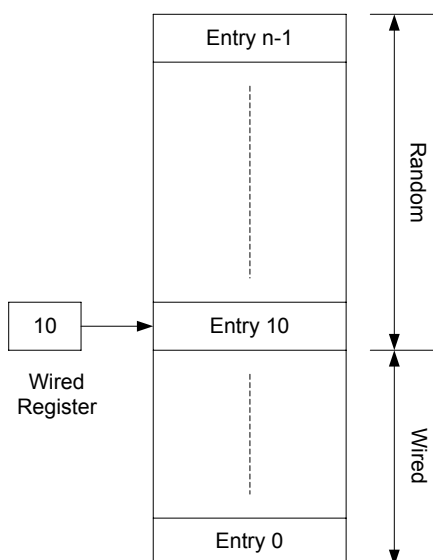 Entry n-1
Random
10
Entry 10
Wired
Register
Wired
Entry 0